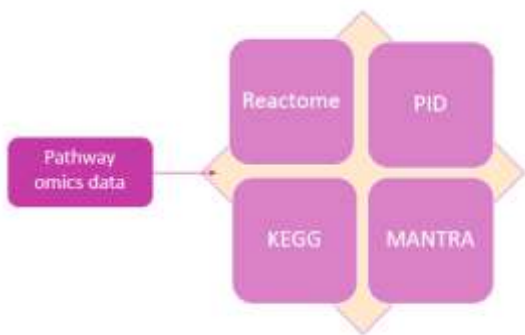 Reactome
PID
Pathway
omics data
KEGG
MANTRA